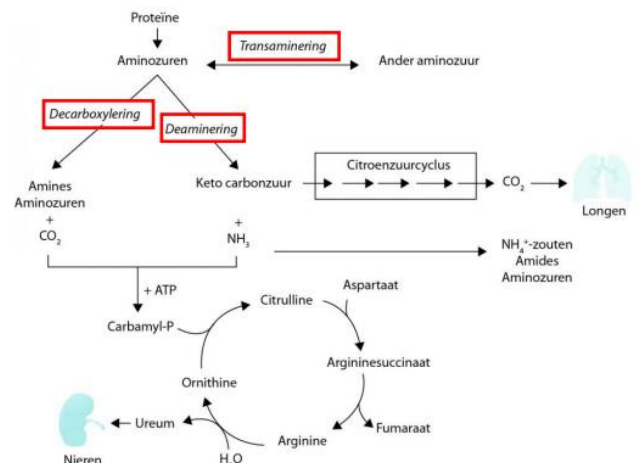 Proteïne
Aminozuren
Transaminering
Ander aminozuur
Decarboxylering
Deaminering
Amines
Aminozuren
+
CO₂
Keto carbonzuur
+
NH₃
Citroenzuurcyclus
CO₂
Longen
NH₄⁺-zouten
Amides
Aminozuren
+ ATP
Carbamyl-P
Citrulline
Aspartaat
Argininesuccinaat
Ornithine
Fumaraat
Arginine
Ureum
H₂O
Nieren